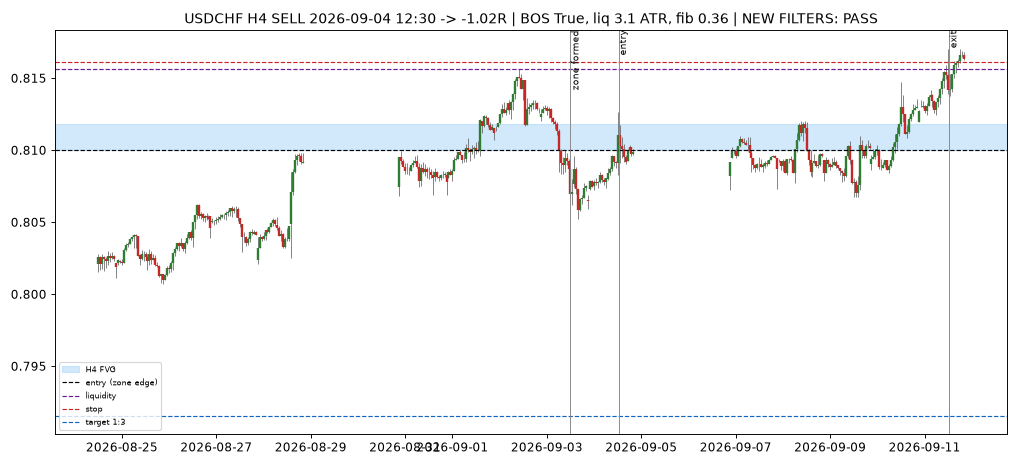 USDCHF H4 SELL 2026-09-04 12:30 -> -1.02R | BOS True, liq 3.1 ATR, fib 0.36 | NEW FILTERS: PASS
zone formed
entry
exit
0.815
0.810
0.805
0.800
0.795
H4 FVG
entry (zone edge)
liquidity
stop
target 1:3
2026-08-25
2026-08-27
2026-08-29
2026-08-31
2026-09-01
2026-09-03
2026-09-05
2026-09-07
2026-09-09
2026-09-11